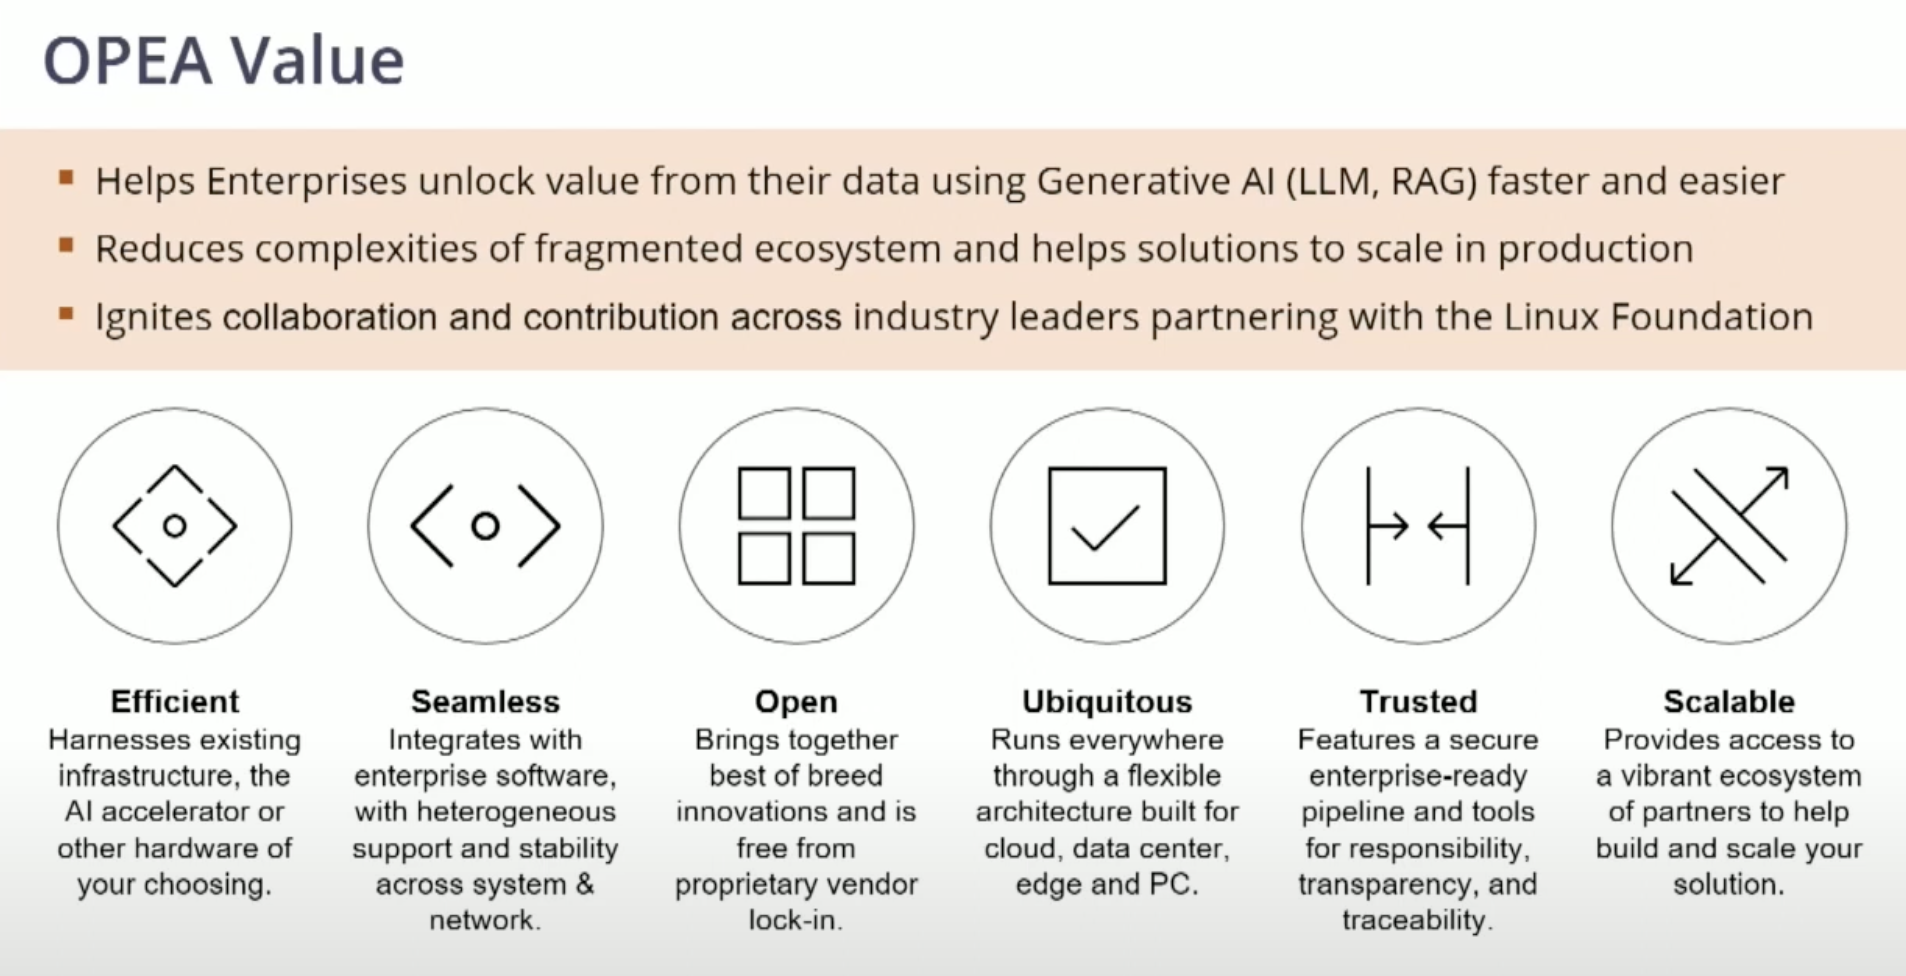 OPEA Value
Helps Enterprises unlock value from their data using Generative AI (LLM, RAG) faster and easier
Reduces complexities of fragmented ecosystem and helps solutions to scale in production
Ignites collaboration and contribution across industry leaders partnering with the Linux Foundation
Efficient
Harnesses existing
infrastructure, the
AI accelerator or
other hardware of
your choosing.
Seamless
Integrates with
enterprise software,
with heterogeneous
support and stability
across system &
network.
Open
Brings together
best of breed
innovations and is
free from
proprietary vendor
lock-in.
Ubiquitous
Runs everywhere
through a flexible
architecture built for
cloud, data center,
edge and PC.
Trusted
Features a secure
enterprise-ready
pipeline and tools
for responsibility,
transparency, and
traceability.
Scalable
Provides access to
a vibrant ecosystem
of partners to help
build and scale your
solution.